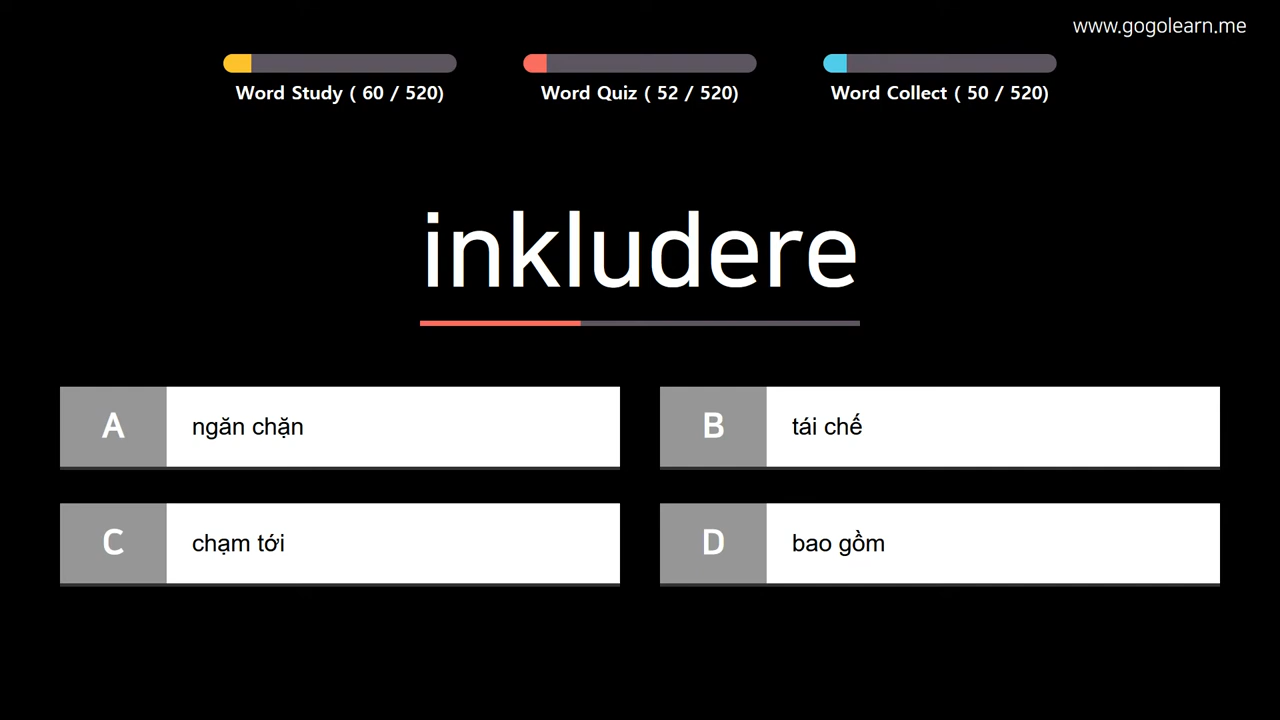 www.gogolearn.me
Word Study ( 60 / 520)
Word Quiz ( 52 / 520)
Word Collect ( 50 / 520)
inkludere
A ngăn chặn
B tái chế
C chạm tới
D bao gồm